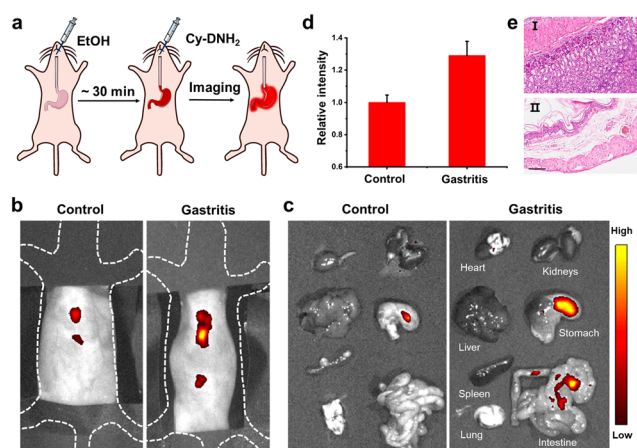 a
EtOH
~ 30 min
Cy-DNH₂
Imaging
d
Relative intensity
1.4
1.2
1.0
0.8
0.6
Control
Gastritis
e
I
II
b
Control
Gastritis
c
Control
Gastritis
Heart
Kidneys
Liver
Stomach
Spleen
Lung
Intestine
High
Low